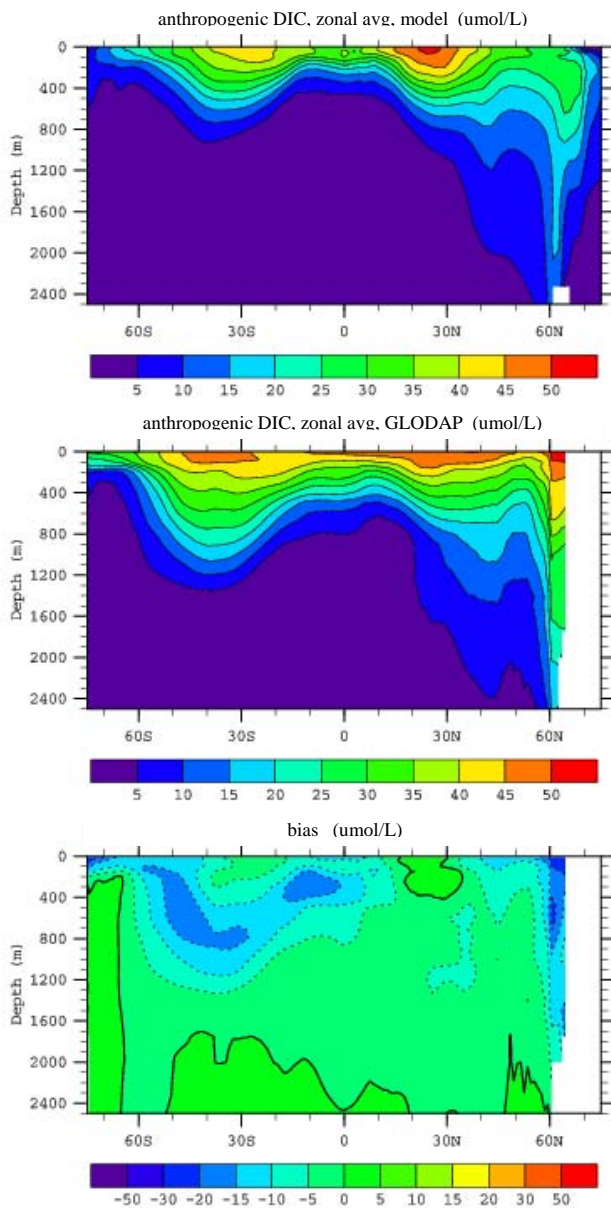 anthropogenic DIC, zonal avg, model (umol/L)
0
400
800
1200
1600
2000
2400
Depth (m)
60S 30S 0 30N 60N
5 10 15 20 25 30 35 40 45 50
anthropogenic DIC, zonal avg, GLODAP (umol/L)
0
400
800
1200
1600
2000
2400
Depth (m)
60S 30S 0 30N 60N
5 10 15 20 25 30 35 40 45 50
bias (umol/L)
0
400
800
1200
1600
2000
2400
Depth (m)
60S 30S 0 30N 60N
-50 -30 -20 -15 -10 -5 0 5 10 15 20 30 50